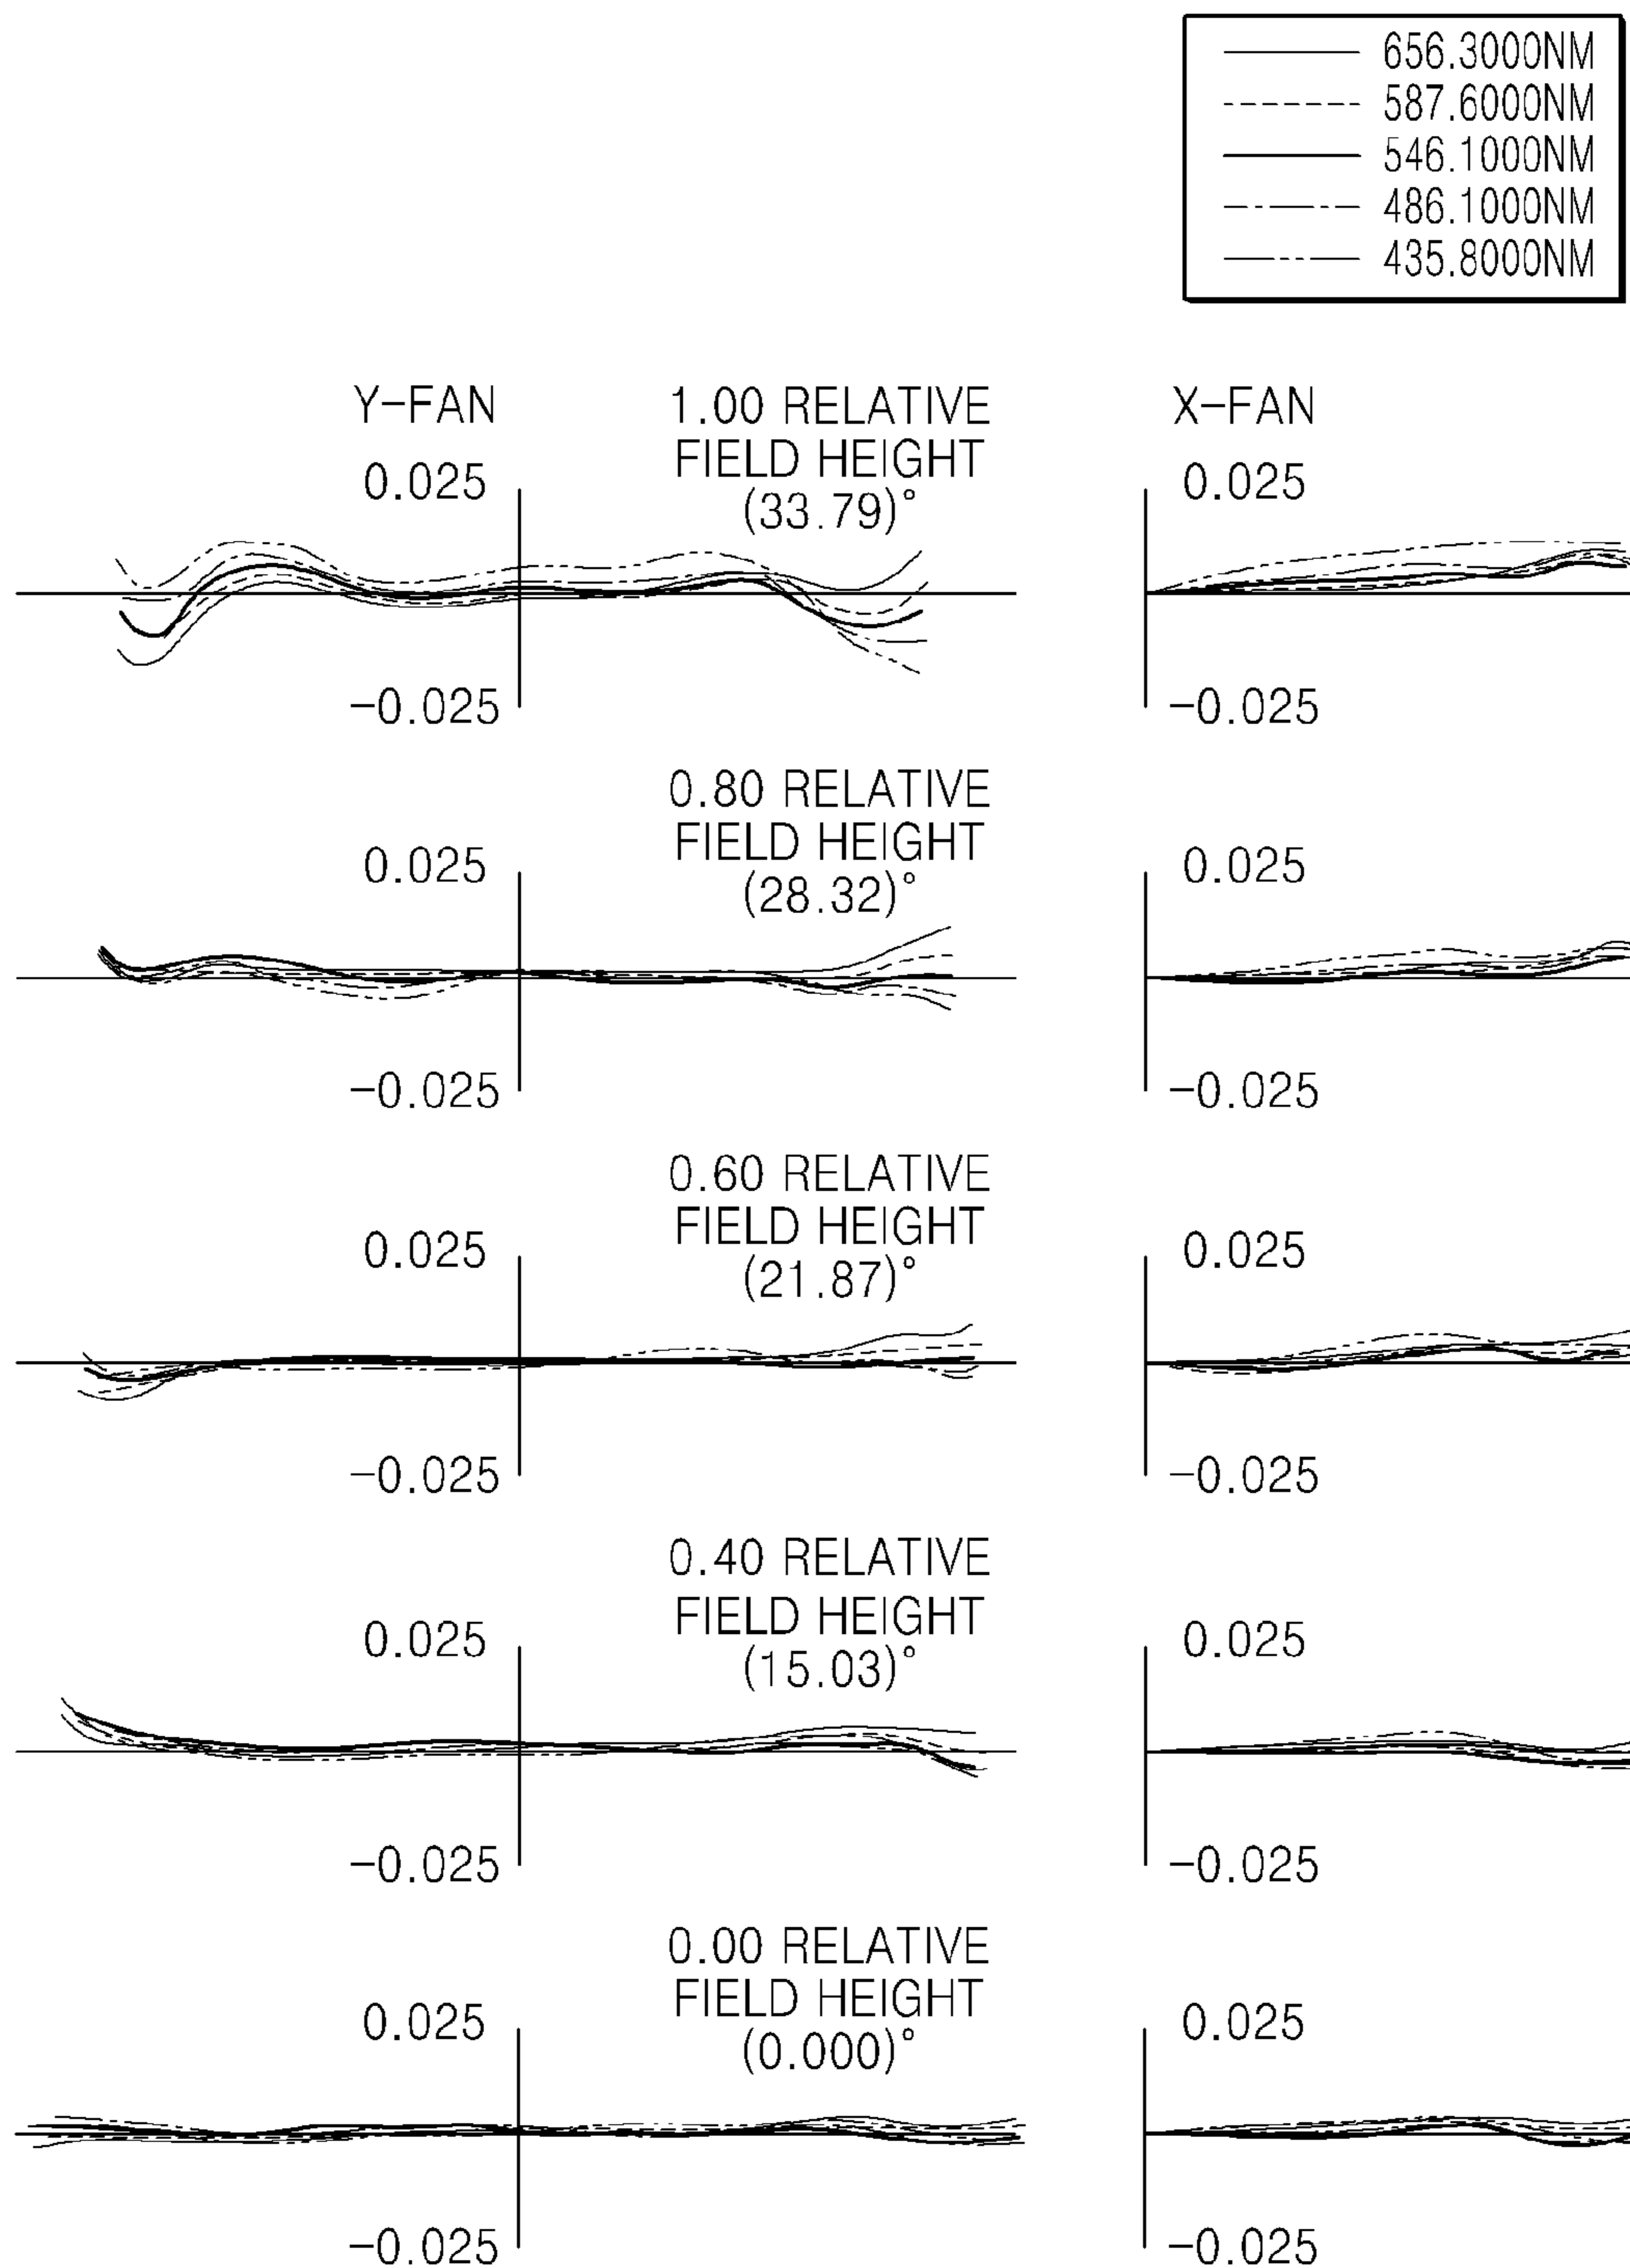 656.3000NM
587.6000NM
546.1000NM
486.1000NM
435.8000NM
Y-FAN
1.00 RELATIVE
FIELD HEIGHT
(33.79)°
X-FAN
0.025
0.025
-0.025
-0.025
0.80 RELATIVE
FIELD HEIGHT
(28.32)°
0.025
0.025
-0.025
-0.025
0.60 RELATIVE
FIELD HEIGHT
(21.87)°
0.025
0.025
-0.025
-0.025
0.40 RELATIVE
FIELD HEIGHT
(15.03)°
0.025
0.025
-0.025
-0.025
0.00 RELATIVE
FIELD HEIGHT
(0.000)°
0.025
0.025
-0.025
-0.025